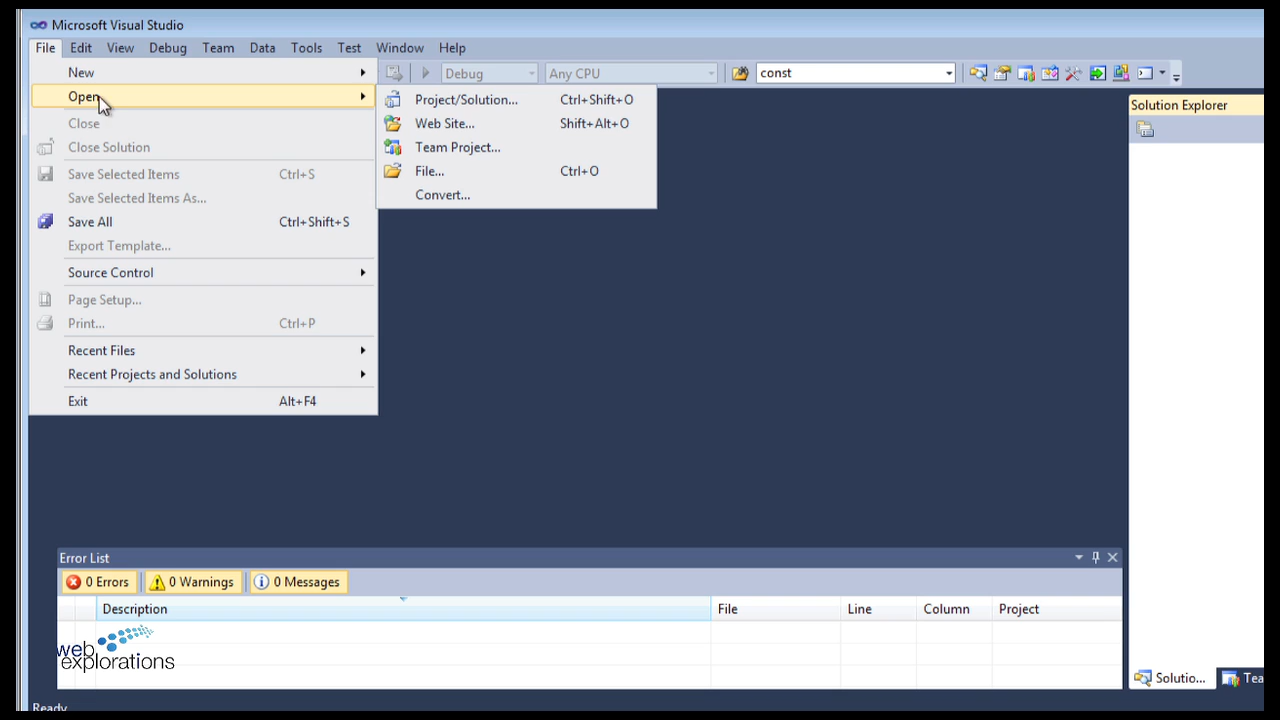 Microsoft Visual Studio
File Edit View Debug Team Data Tools Test Window Help
Debug Any CPU const
New
Open
Close
Close Solution
Save Selected Items Ctrl+S
Save Selected Items As...
Save All Ctrl+Shift+S
Export Template...
Source Control
Page Setup...
Print... Ctrl+P
Recent Files
Recent Projects and Solutions
Exit Alt+F4
Project/Solution... Ctrl+Shift+O
Web Site... Shift+Alt+O
Team Project...
File... Ctrl+O
Convert...
Solution Explorer
Error List
0 Errors 0 Warnings 0 Messages
Description File Line Column Project
web
explorations
Solutio... Tea
Ready